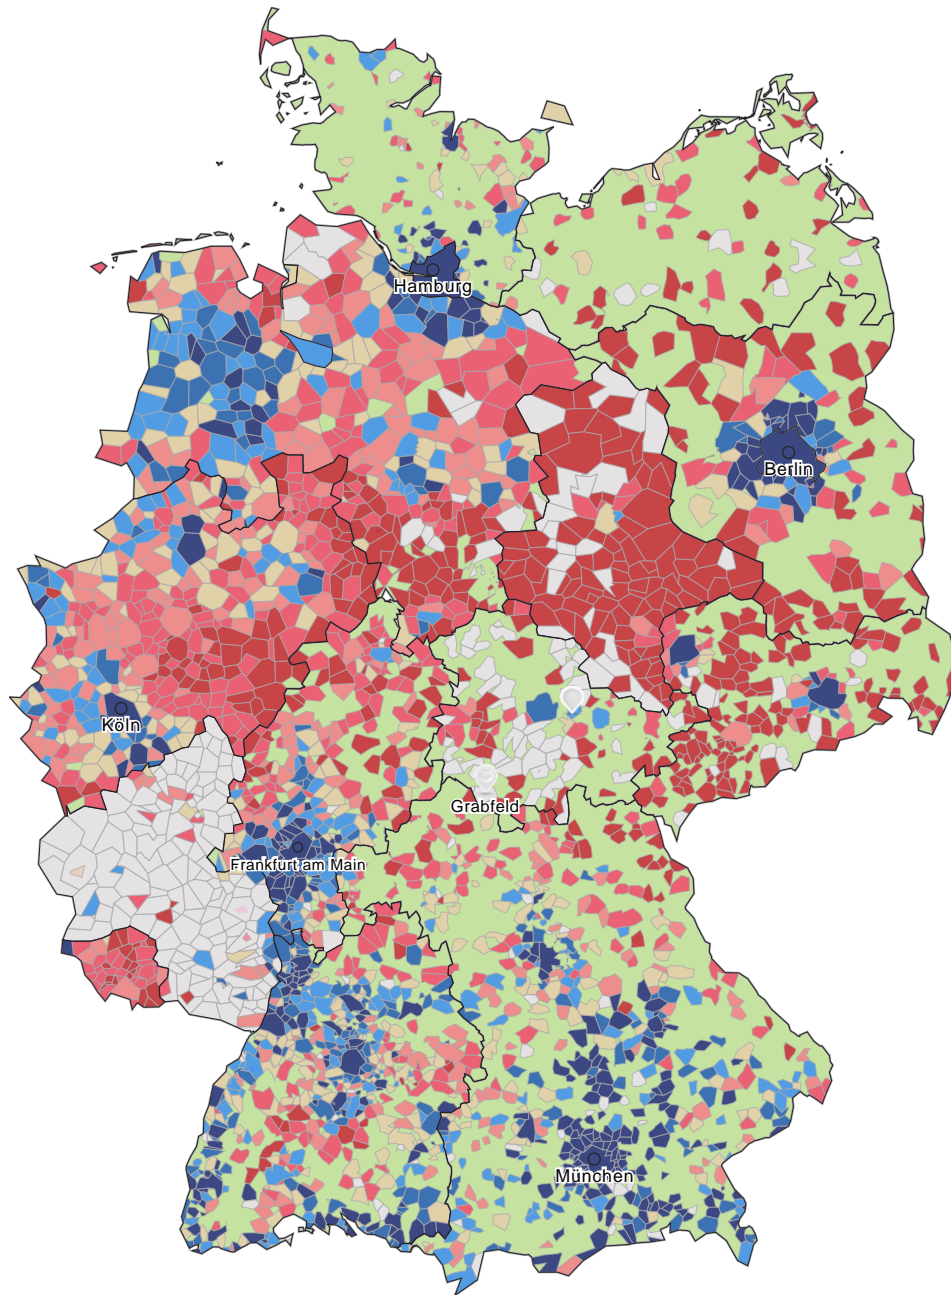 Hamburg
Berlin
Köln
Grabfeld
Frankfurt am Main
München